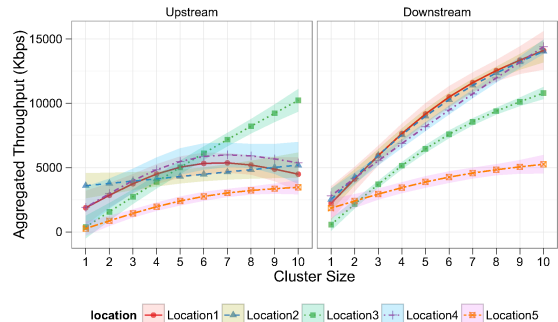 Upstream
Downstream
Aggregated Throughput (Kbps)
15000
10000
5000
0
1 2 3 4 5 6 7 8 9 10
1 2 3 4 5 6 7 8 9 10
Cluster Size
location Location1 Location2 Location3 Location4 Location5